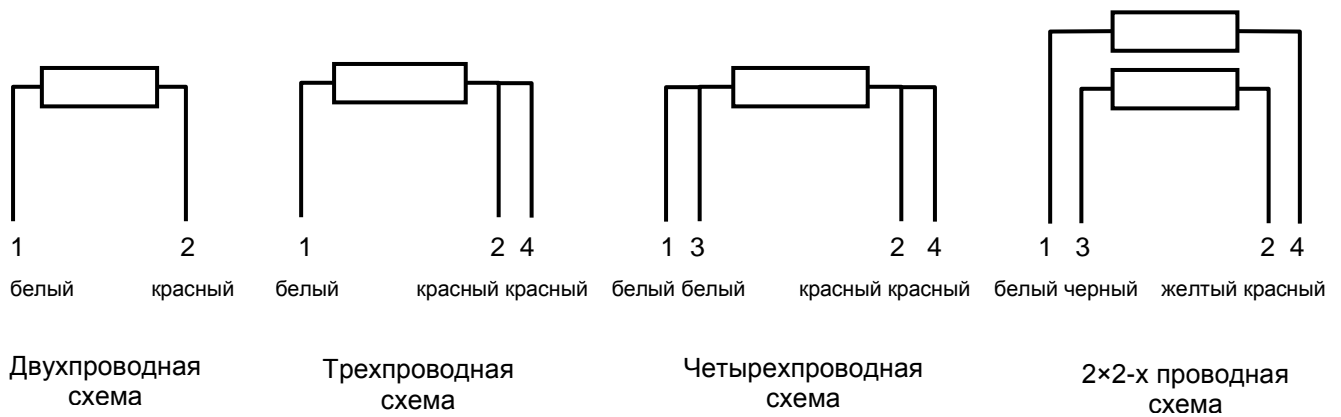 1 2
белый красный
Двухпроводная
схема
1 2 4
белый красный красный
Трехпроводная
схема
1 3 2 4
белый белый красный красный
Четырехпроводная
схема
1 3 2 4
белый черный желтый красный
2×2-х проводная
схема